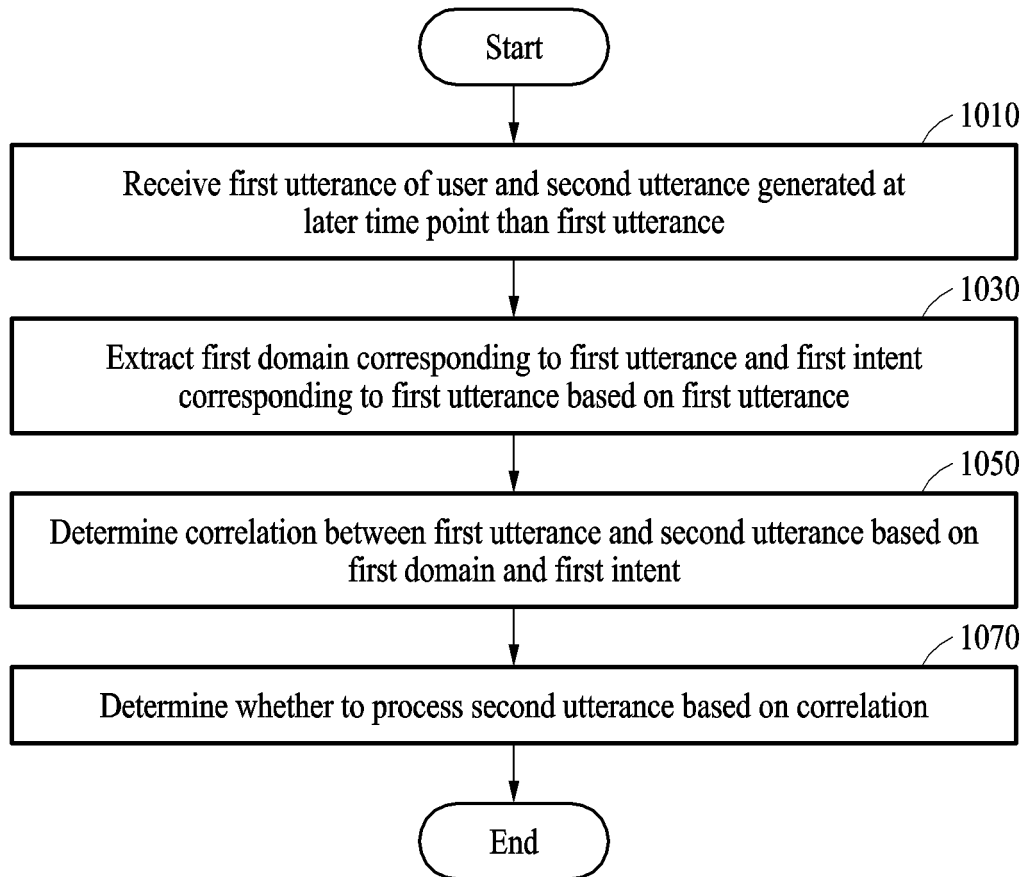 Start
1010
Receive first utterance of user and second utterance generated at
later time point than first utterance
1030
Extract first domain corresponding to first utterance and first intent
corresponding to first utterance based on first utterance
1050
Determine correlation between first utterance and second utterance based on
first domain and first intent
1070
Determine whether to process second utterance based on correlation
End